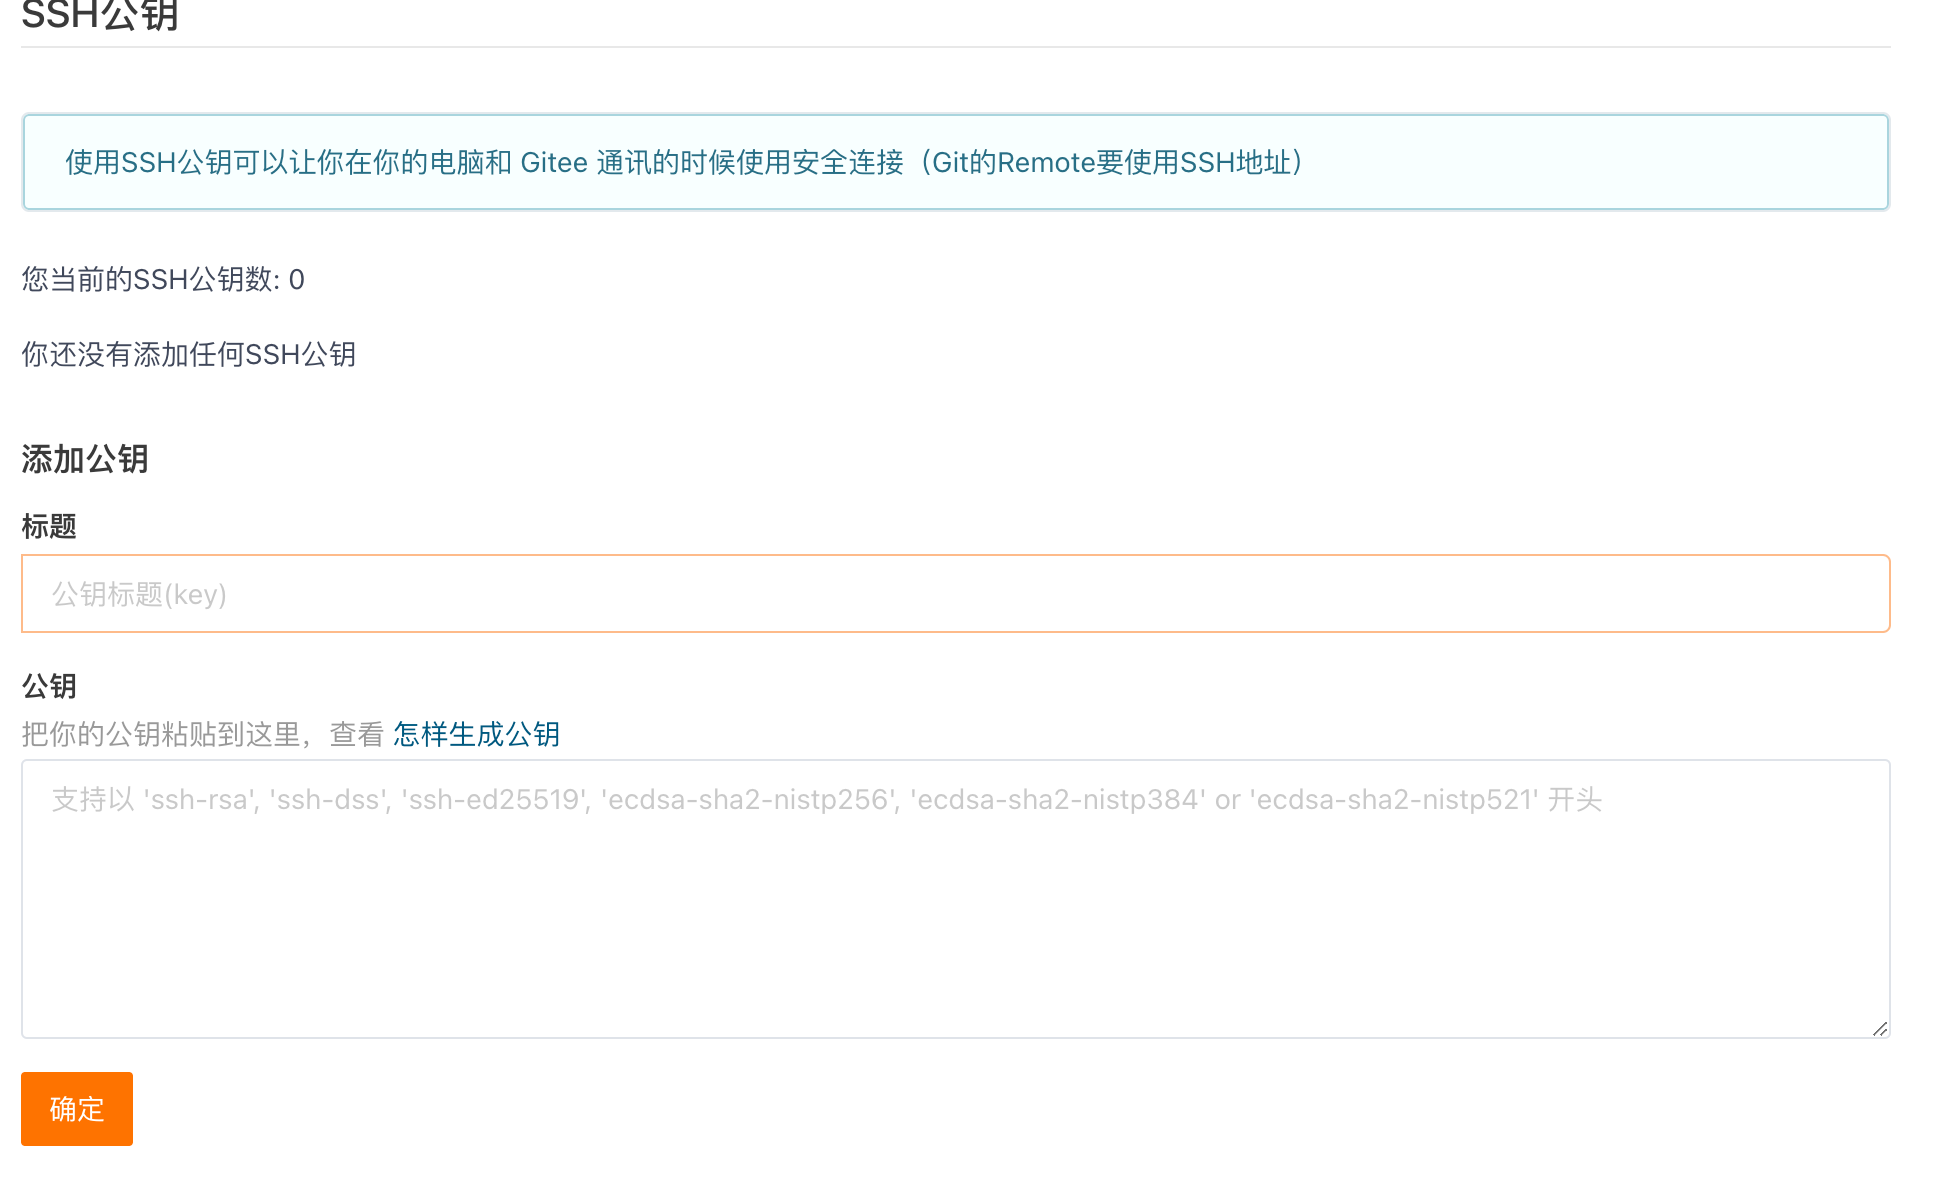 SSH公钥
使用SSH公钥可以让你在你的电脑和 Gitee 通讯的时候使用安全连接（Git的Remote要使用SSH地址）
您当前的SSH公钥数: 0
你还没有添加任何SSH公钥
添加公钥
标题
公钥标题(key)
公钥
把你的公钥粘贴到这里，查看 怎样生成公钥
支持以 'ssh-rsa', 'ssh-dss', 'ssh-ed25519', 'ecdsa-sha2-nistp256', 'ecdsa-sha2-nistp384' or 'ecdsa-sha2-nistp521' 开头
确定